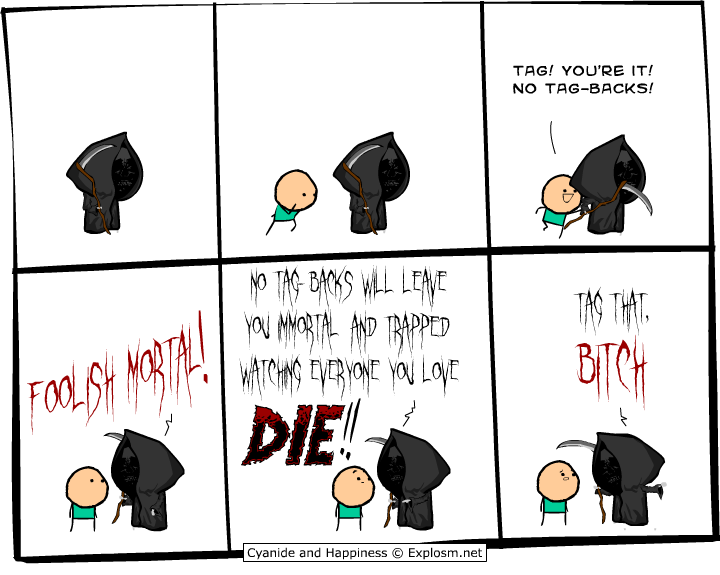 TAG! YOU'RE IT!
NO TAG-BACKS!
FOOLISH MORTAL!
NO TAG-BACKS WILL LEAVE
YOU IMMORTAL AND TRAPPED
WATCHING EVERYONE YOU LOVE
DIE!!
TAG THAT,
BITCH
Cyanide and Happiness © Explosm.net